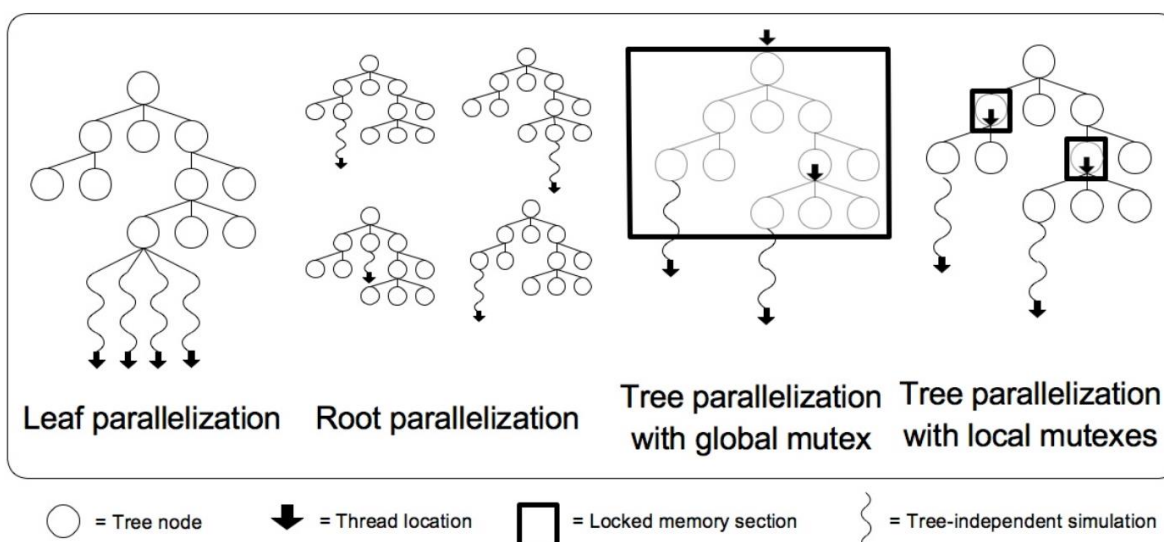 Leaf parallelization
Root parallelization
Tree parallelization
with global mutex
Tree parallelization
with local mutexes
= Tree node
= Thread location
= Locked memory section
= Tree-independent simulation